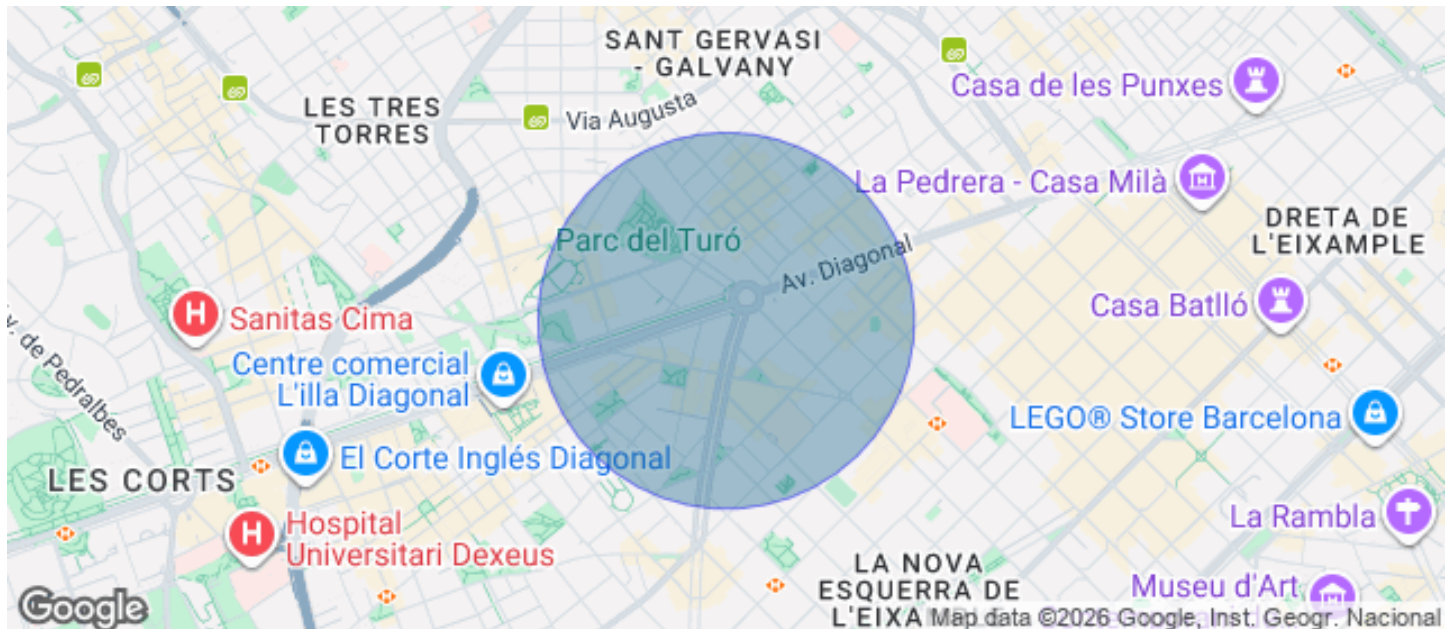 SANT GERVASI
- GALVANY
Casa de les Punxes
LES TRES
TORRES
Via Augusta
La Pedrera - Casa Milà
DRETA DE
L'EIXAMPLE
Parc del Turó
Av. Diagonal
Casa Batlló
Sanitas Cima
Av. de Pedralbes
Centre comercial
L'illa Diagonal
LEGO® Store Barcelona
El Corte Inglés Diagonal
LES CORTS
La Rambla
Hospital
Universitari Dexeus
LA NOVA
ESQUERRA DE
L'EIXA
Museu d'Art
Google
Map data ©2026 Google, Inst. Geogr. Nacional